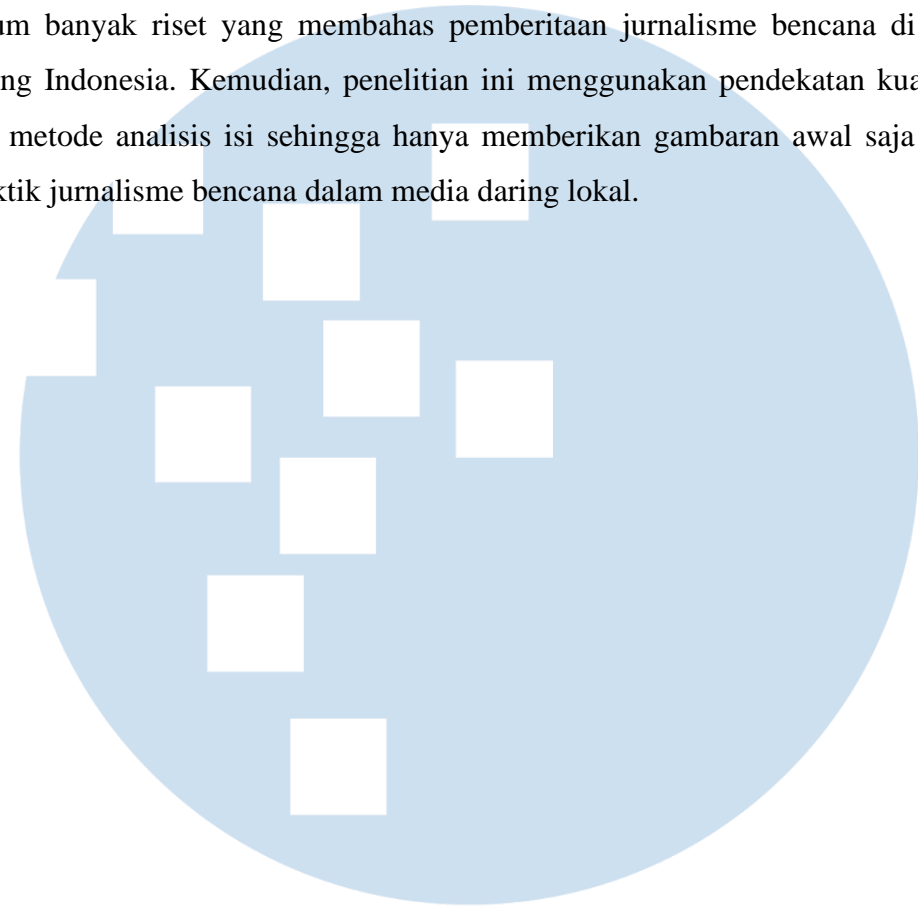 um banyak riset yang membahas pemberitaan jurnalisme bencana di
ng Indonesia. Kemudian, penelitian ini menggunakan pendekatan kua
metode analisis isi sehingga hanya memberikan gambaran awal saja
ktik jurnalisme bencana dalam media daring lokal.